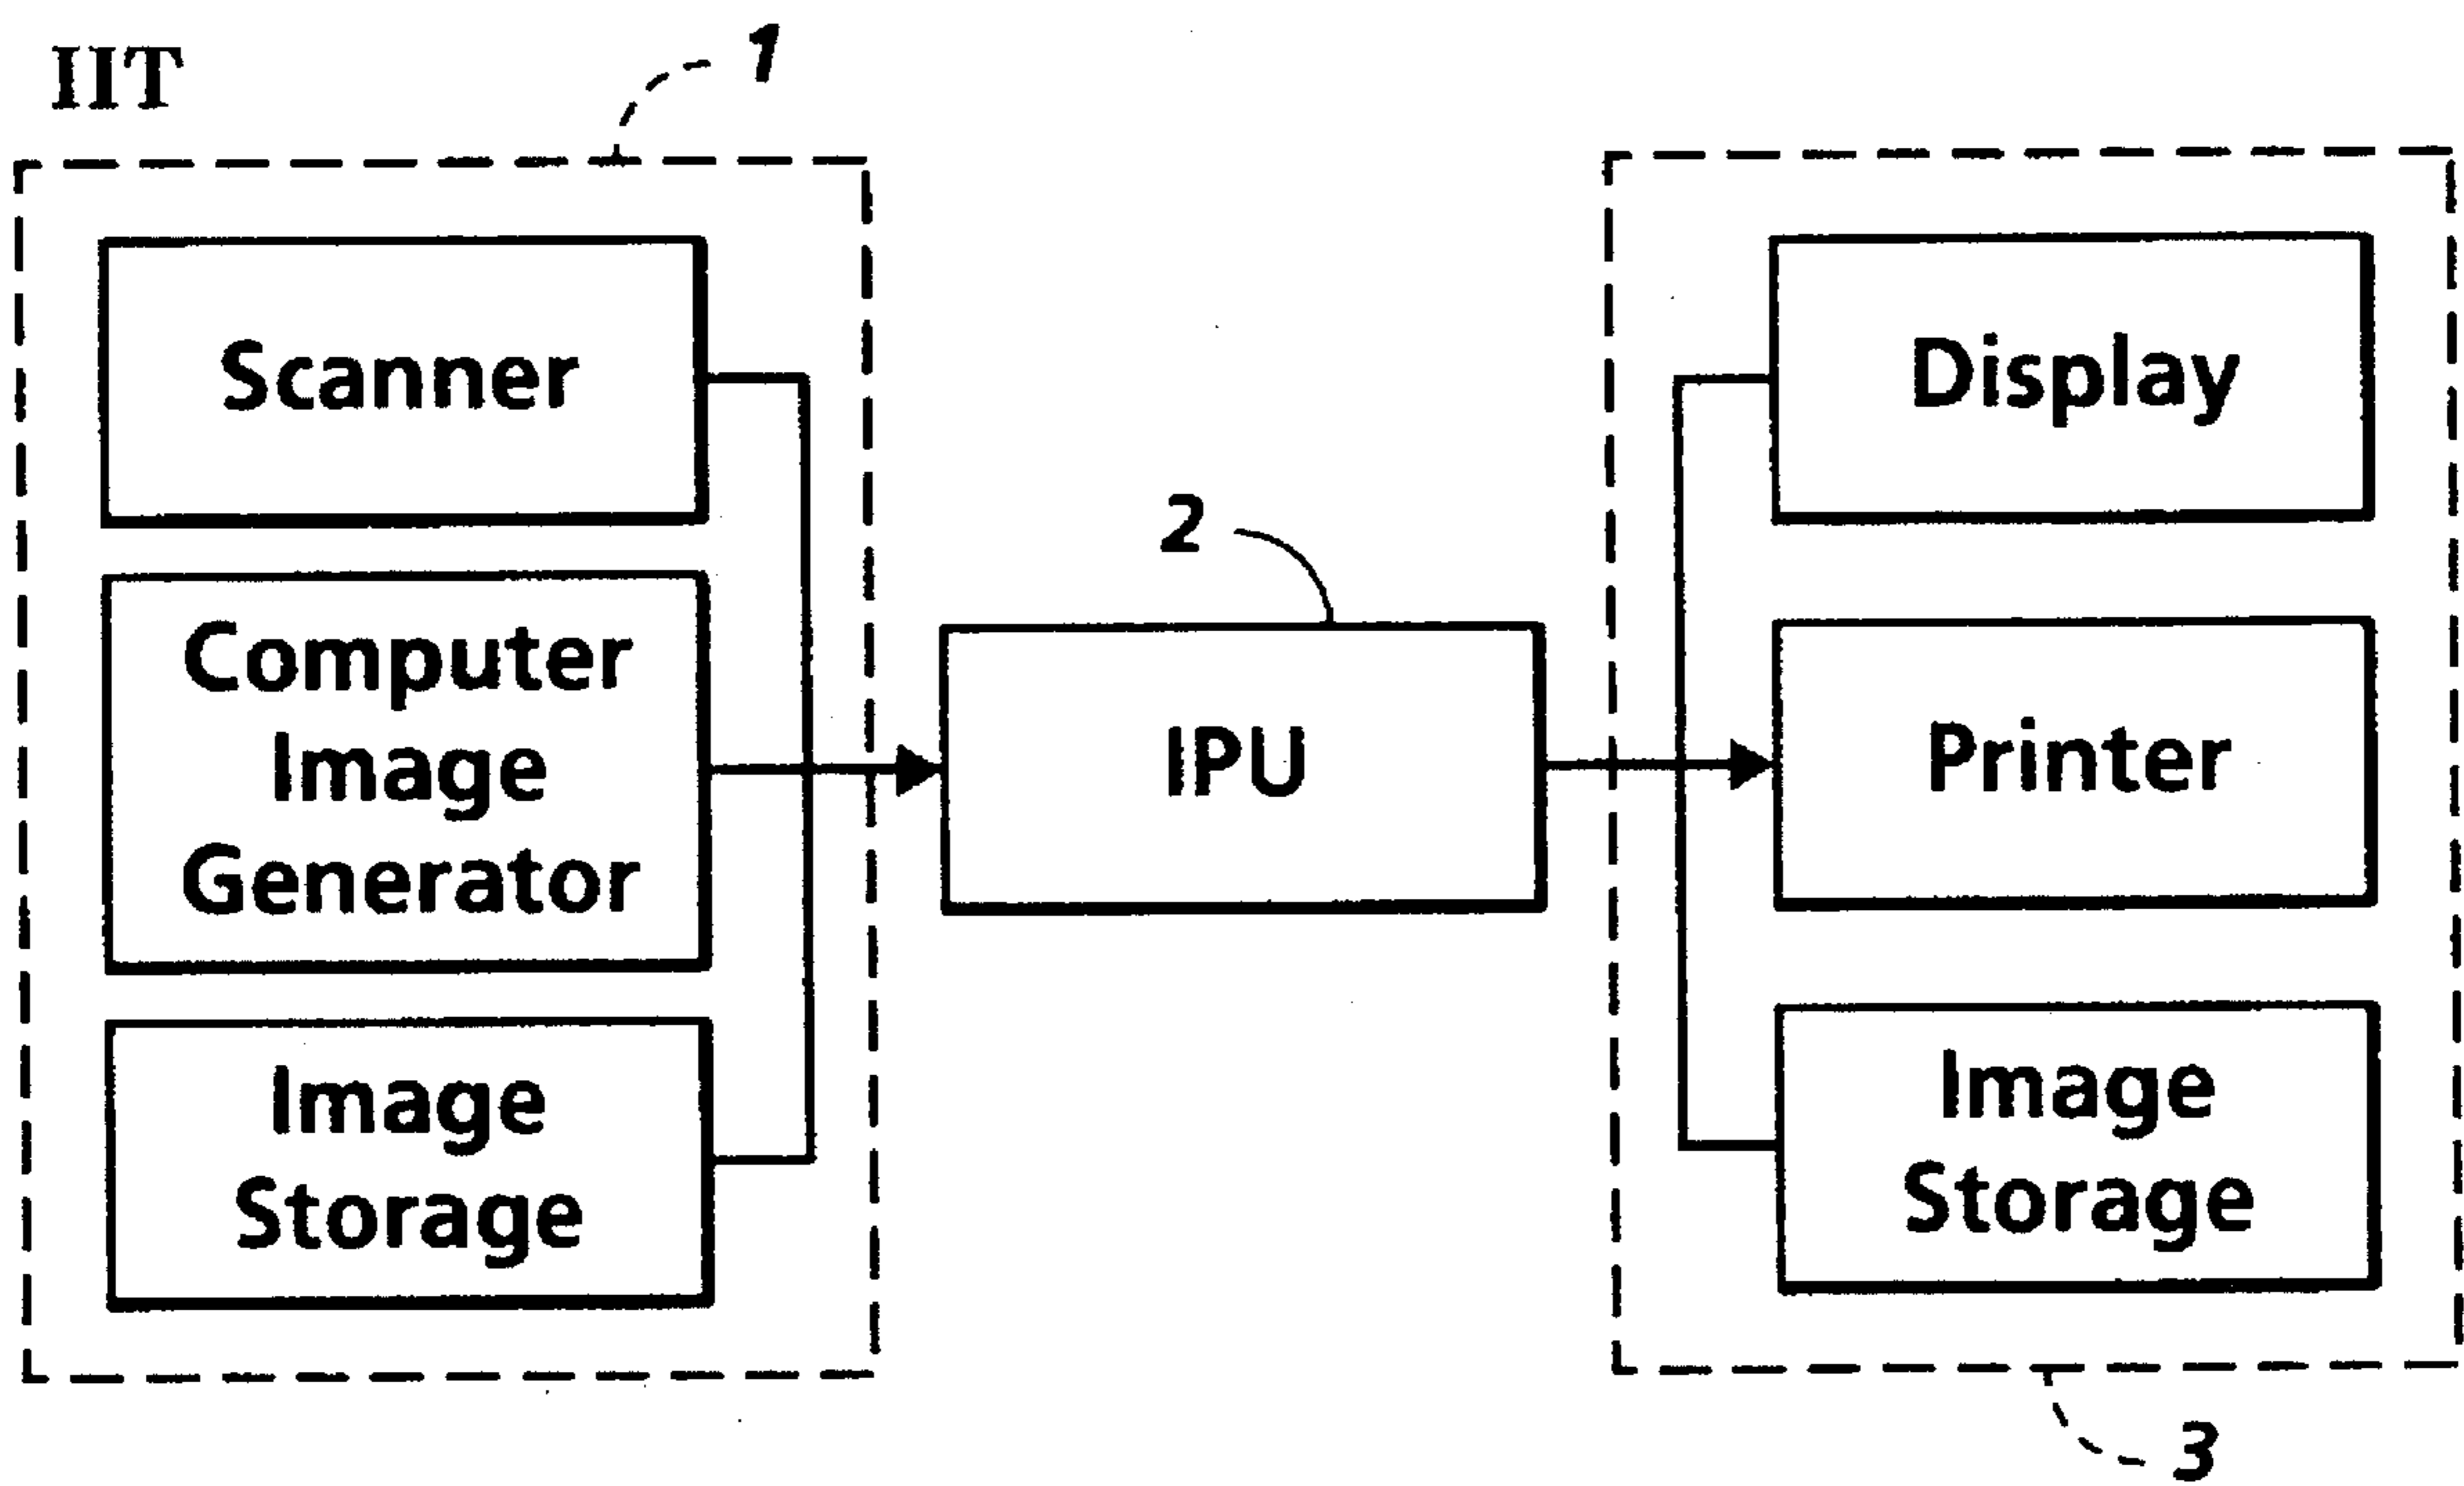 IIT
1
Scanner
Computer
Image
Generator
Image
Storage
2
IPU
Display
Printer
Image
Storage
3